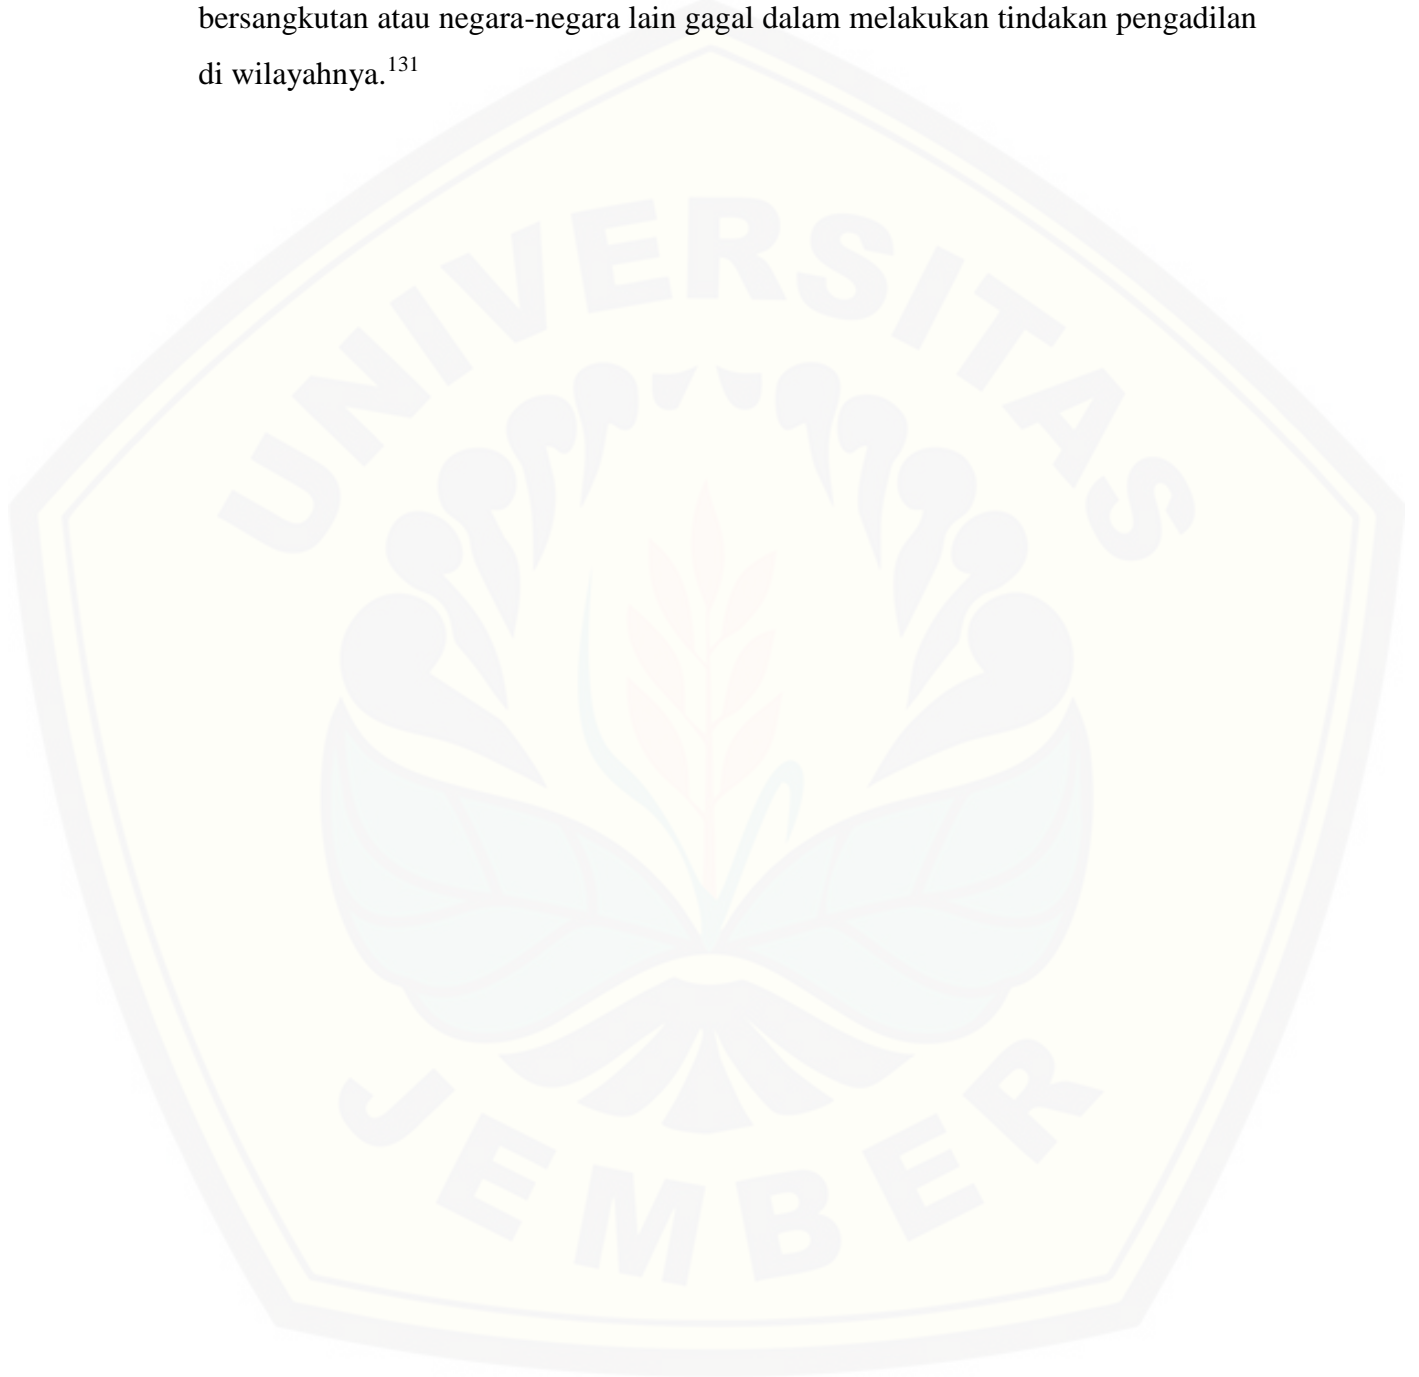 bersangkutan atau negara-negara lain gagal dalam melakukan tindakan pengadilan
di wilayahnya.131
UNIVERSITAS
JEMBER